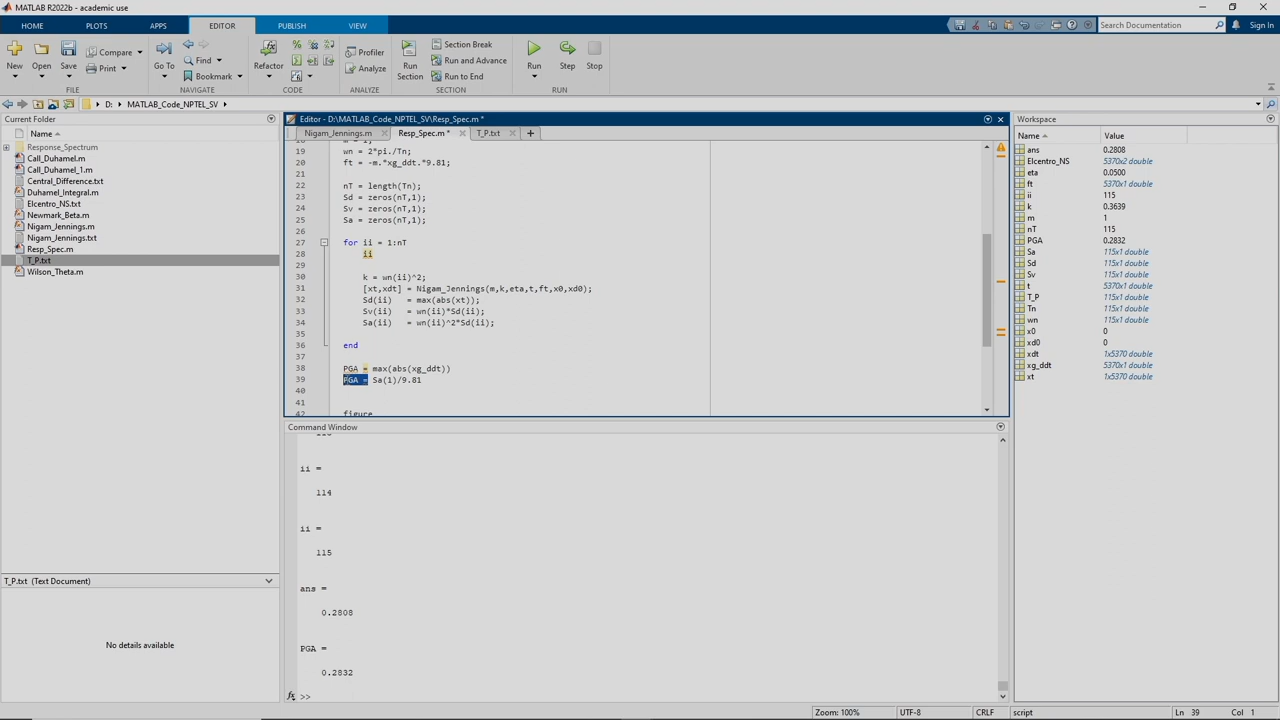 MATLAB R2022b - academic use
HOME PLOTS APPS EDITOR PUBLISH VIEW
Search Documentation
Sign In
New Open Save Compare Print Go To Find Bookmark Refactor Profiler Analyze Run Section Section Break Run and Advance Run to End Run Step Stop
FILE NAVIGATE CODE ANALYZE SECTION RUN
D: MATLAB_Code_NPTEL_SV
Current Folder
Name
Response_Spectrum
Call_Duhamel.m
Call_Duhamel_1.m
Central_Difference.txt
Duhamel_Integral.m
Elcentro_NS.txt
Newmark_Beta.m
Nigam_Jennings.m
Nigam_Jennings.txt
Resp_Spec.m
T_P.txt
Wilson_Theta.m
T_P.txt (Text Document)
No details available
Editor - D:\MATLAB_Code_NPTEL_SV\Resp_Spec.m *
Nigam_Jennings.m Resp_Spec.m * T_P.txt
19 wn = 2*pi./Tn;
20 ft = -m.*xg_ddt.*9.81;
21
22 nT = length(Tn);
23 Sd = zeros(nT,1);
24 Sv = zeros(nT,1);
25 Sa = zeros(nT,1);
26
27 for ii = 1:nT
28 ii
29
30 k = wn(ii)^2;
31 [xt,xdt] = Nigam_Jennings(m,k,eta,t,ft,x0,xd0);
32 Sd(ii) = max(abs(xt));
33 Sv(ii) = wn(ii)*Sd(ii);
34 Sa(ii) = wn(ii)^2*Sd(ii);
35
36 end
37
38 PGA = max(abs(xg_ddt))
39 PGA = Sa(1)/9.81
40
41
42 figure
Command Window
ii =
114
ii =
115
ans =
0.2808
PGA =
0.2832
fx >>
Workspace
Name Value
ans 0.2808
Elcentro_NS 5370x2 double
eta 0.0500
ft 5370x1 double
ii 115
k 0.3639
m 1
nT 115
PGA 0.2832
Sa 115x1 double
Sd 115x1 double
Sv 115x1 double
t 5370x1 double
T_P 115x1 double
Tn 115x1 double
wn 115x1 double
x0 0
xd0 0
xdt 1x5370 double
xg_ddt 5370x1 double
xt 1x5370 double
Zoom: 100% UTF-8 CRLF script Ln 39 Col 1